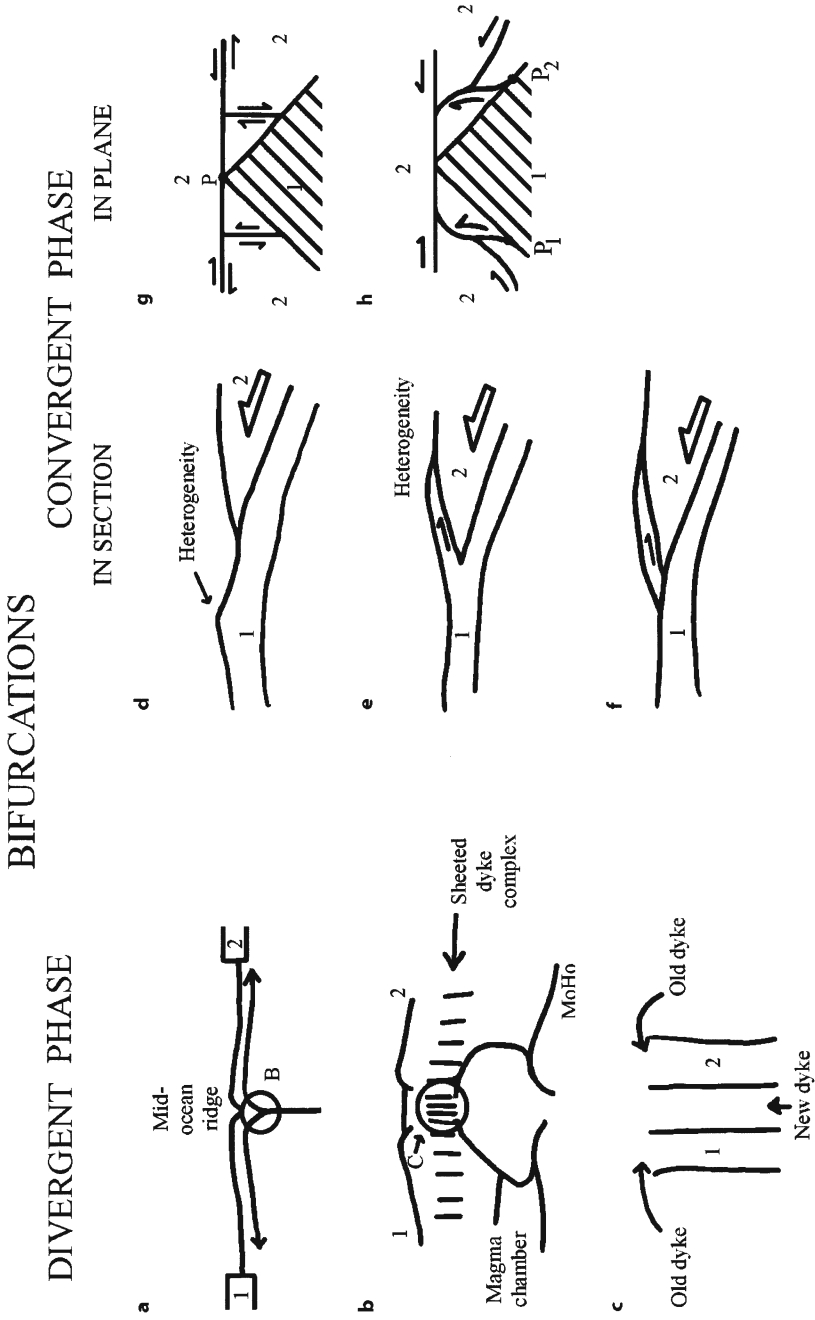 BIFURCATIONS
DIVERGENT PHASE
CONVERGENT PHASE
IN SECTION
IN PLANE
a
Mid-
ocean
ridge
1
2
B
b
1
2
C
Sheeted
dyke
complex
Magma
chamber
MoHo
c
Old dyke
Old dyke
1
2
New dyke
d
Heterogeneity
1
2
e
Heterogeneity
1
2
f
1
2
g
2
P
2
1
2
h
2
2
1
2
P1
P2